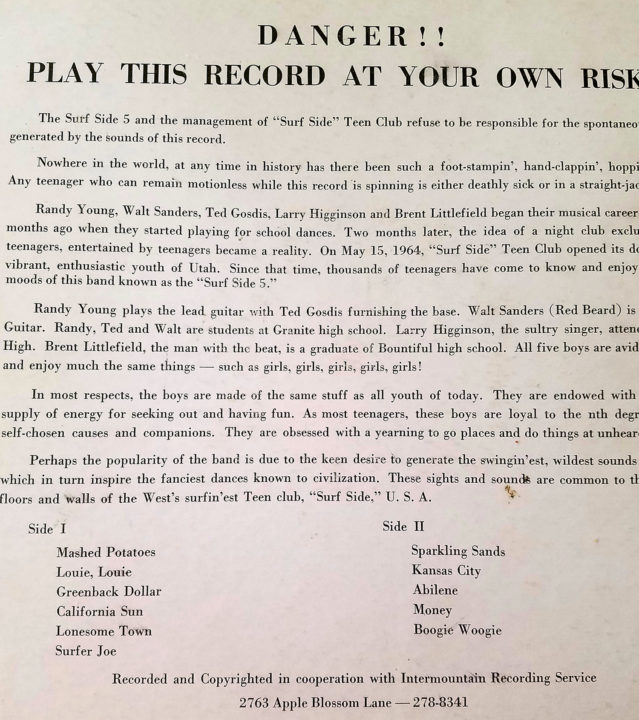 DANGER!!
PLAY THIS RECORD AT YOUR OWN RISK
The Surf Side 5 and the management of "Surf Side" Teen Club refuse to be responsible for the
generated by the sounds of this record.
Nowhere in the world, at any time in history has there been such a foot-stampin', hand-clappin',
Any teenager who can remain motionless while this record is spinning is either deathly sick or in a
Randy Young, Walt Sanders, Ted Gosdis, Larry Higginson and Brent Littlefield began their musical career
months ago when they started playing for school dances. Two months later, the idea of a night club
teenagers, entertained by teenagers became a reality. On May 15, 1964, "Surf Side" Teen Club opened its
vibrant, enthusiastic youth of Utah. Since that time, thousands of teenagers have come to know and enjoy
moods of this band known as the "Surf Side 5."
Randy Young plays the lead guitar with Ted Gosdis furnishing the base. Walt Sanders (Red Beard) is
Guitar. Randy, Ted and Walt are students at Granite high school. Larry Higginson, the sultry singer,
High. Brent Littlefield, the man with the beat, is a graduate of Bountiful high school. All five boys are avid
and enjoy much the same things — such as girls, girls, girls, girls, girls!
In most respects, the boys are made of the same stuff as all youth of today. They are endowed with
supply of energy for seeking out and having fun. As most teenagers, these boys are loyal to the nth
self-chosen causes and companions. They are obsessed with a yearning to go places and do things at
Perhaps the popularity of the band is due to the keen desire to generate the swingin'est, wildest sounds
which in turn inspire the fanciest dances known to civilization. These sights and sounds are common to
floors and walls of the West's surfin'est Teen club, "Surf Side," U. S. A.
Side I
Mashed Potatoes
Louie, Louie
Greenback Dollar
California Sun
Lonesome Town
Surfer Joe
Side II
Sparkling Sands
Kansas City
Abilene
Money
Boogie Woogie
Recorded and Copyrighted in cooperation with Intermountain Recording Service
2763 Apple Blossom Lane — 278-8341